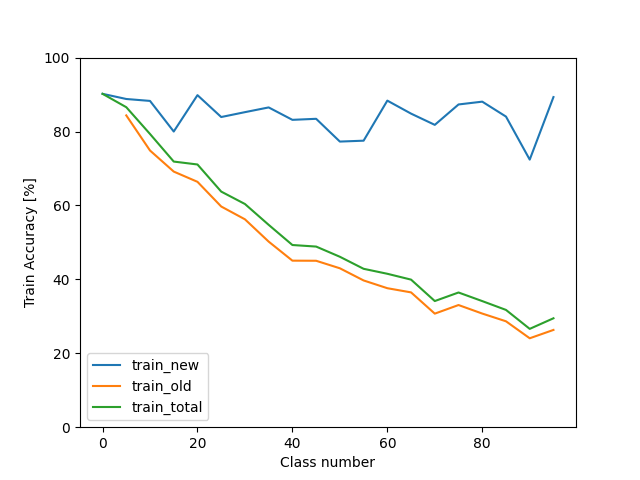 100
80
60
40
20
0
Train Accuracy [%]
train_new
train_old
train_total
0 20 40 60 80
Class number